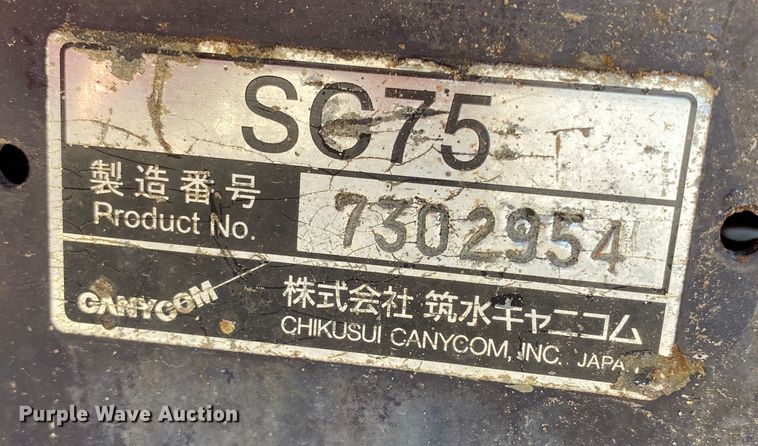 SC75
製造番号
Product No.
7302954
CANYCOM
株式会社 筑水キャニコム
CHIKUSUI CANYCOM, INC. JAPAN
Purple Wave Auction